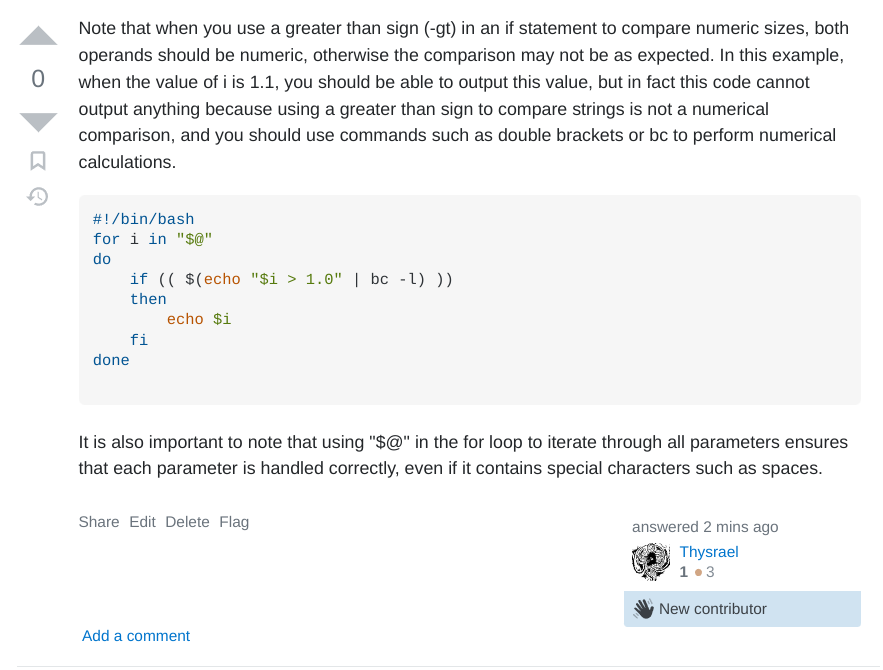 Note that when you use a greater than sign (-gt) in an if statement to compare numeric sizes, both
operands should be numeric, otherwise the comparison may not be as expected. In this example,
when the value of i is 1.1, you should be able to output this value, but in fact this code cannot
output anything because using a greater than sign to compare strings is not a numerical
comparison, and you should use commands such as double brackets or bc to perform numerical
calculations.
0
#!/bin/bash
for i in "$@"
do
    if (( $(echo "$i > 1.0" | bc -l) ))
    then
        echo $i
    fi
done
It is also important to note that using "$@" in the for loop to iterate through all parameters ensures
that each parameter is handled correctly, even if it contains special characters such as spaces.
Share Edit Delete Flag
answered 2 mins ago
Thysrael
1 ● 3
New contributor
Add a comment